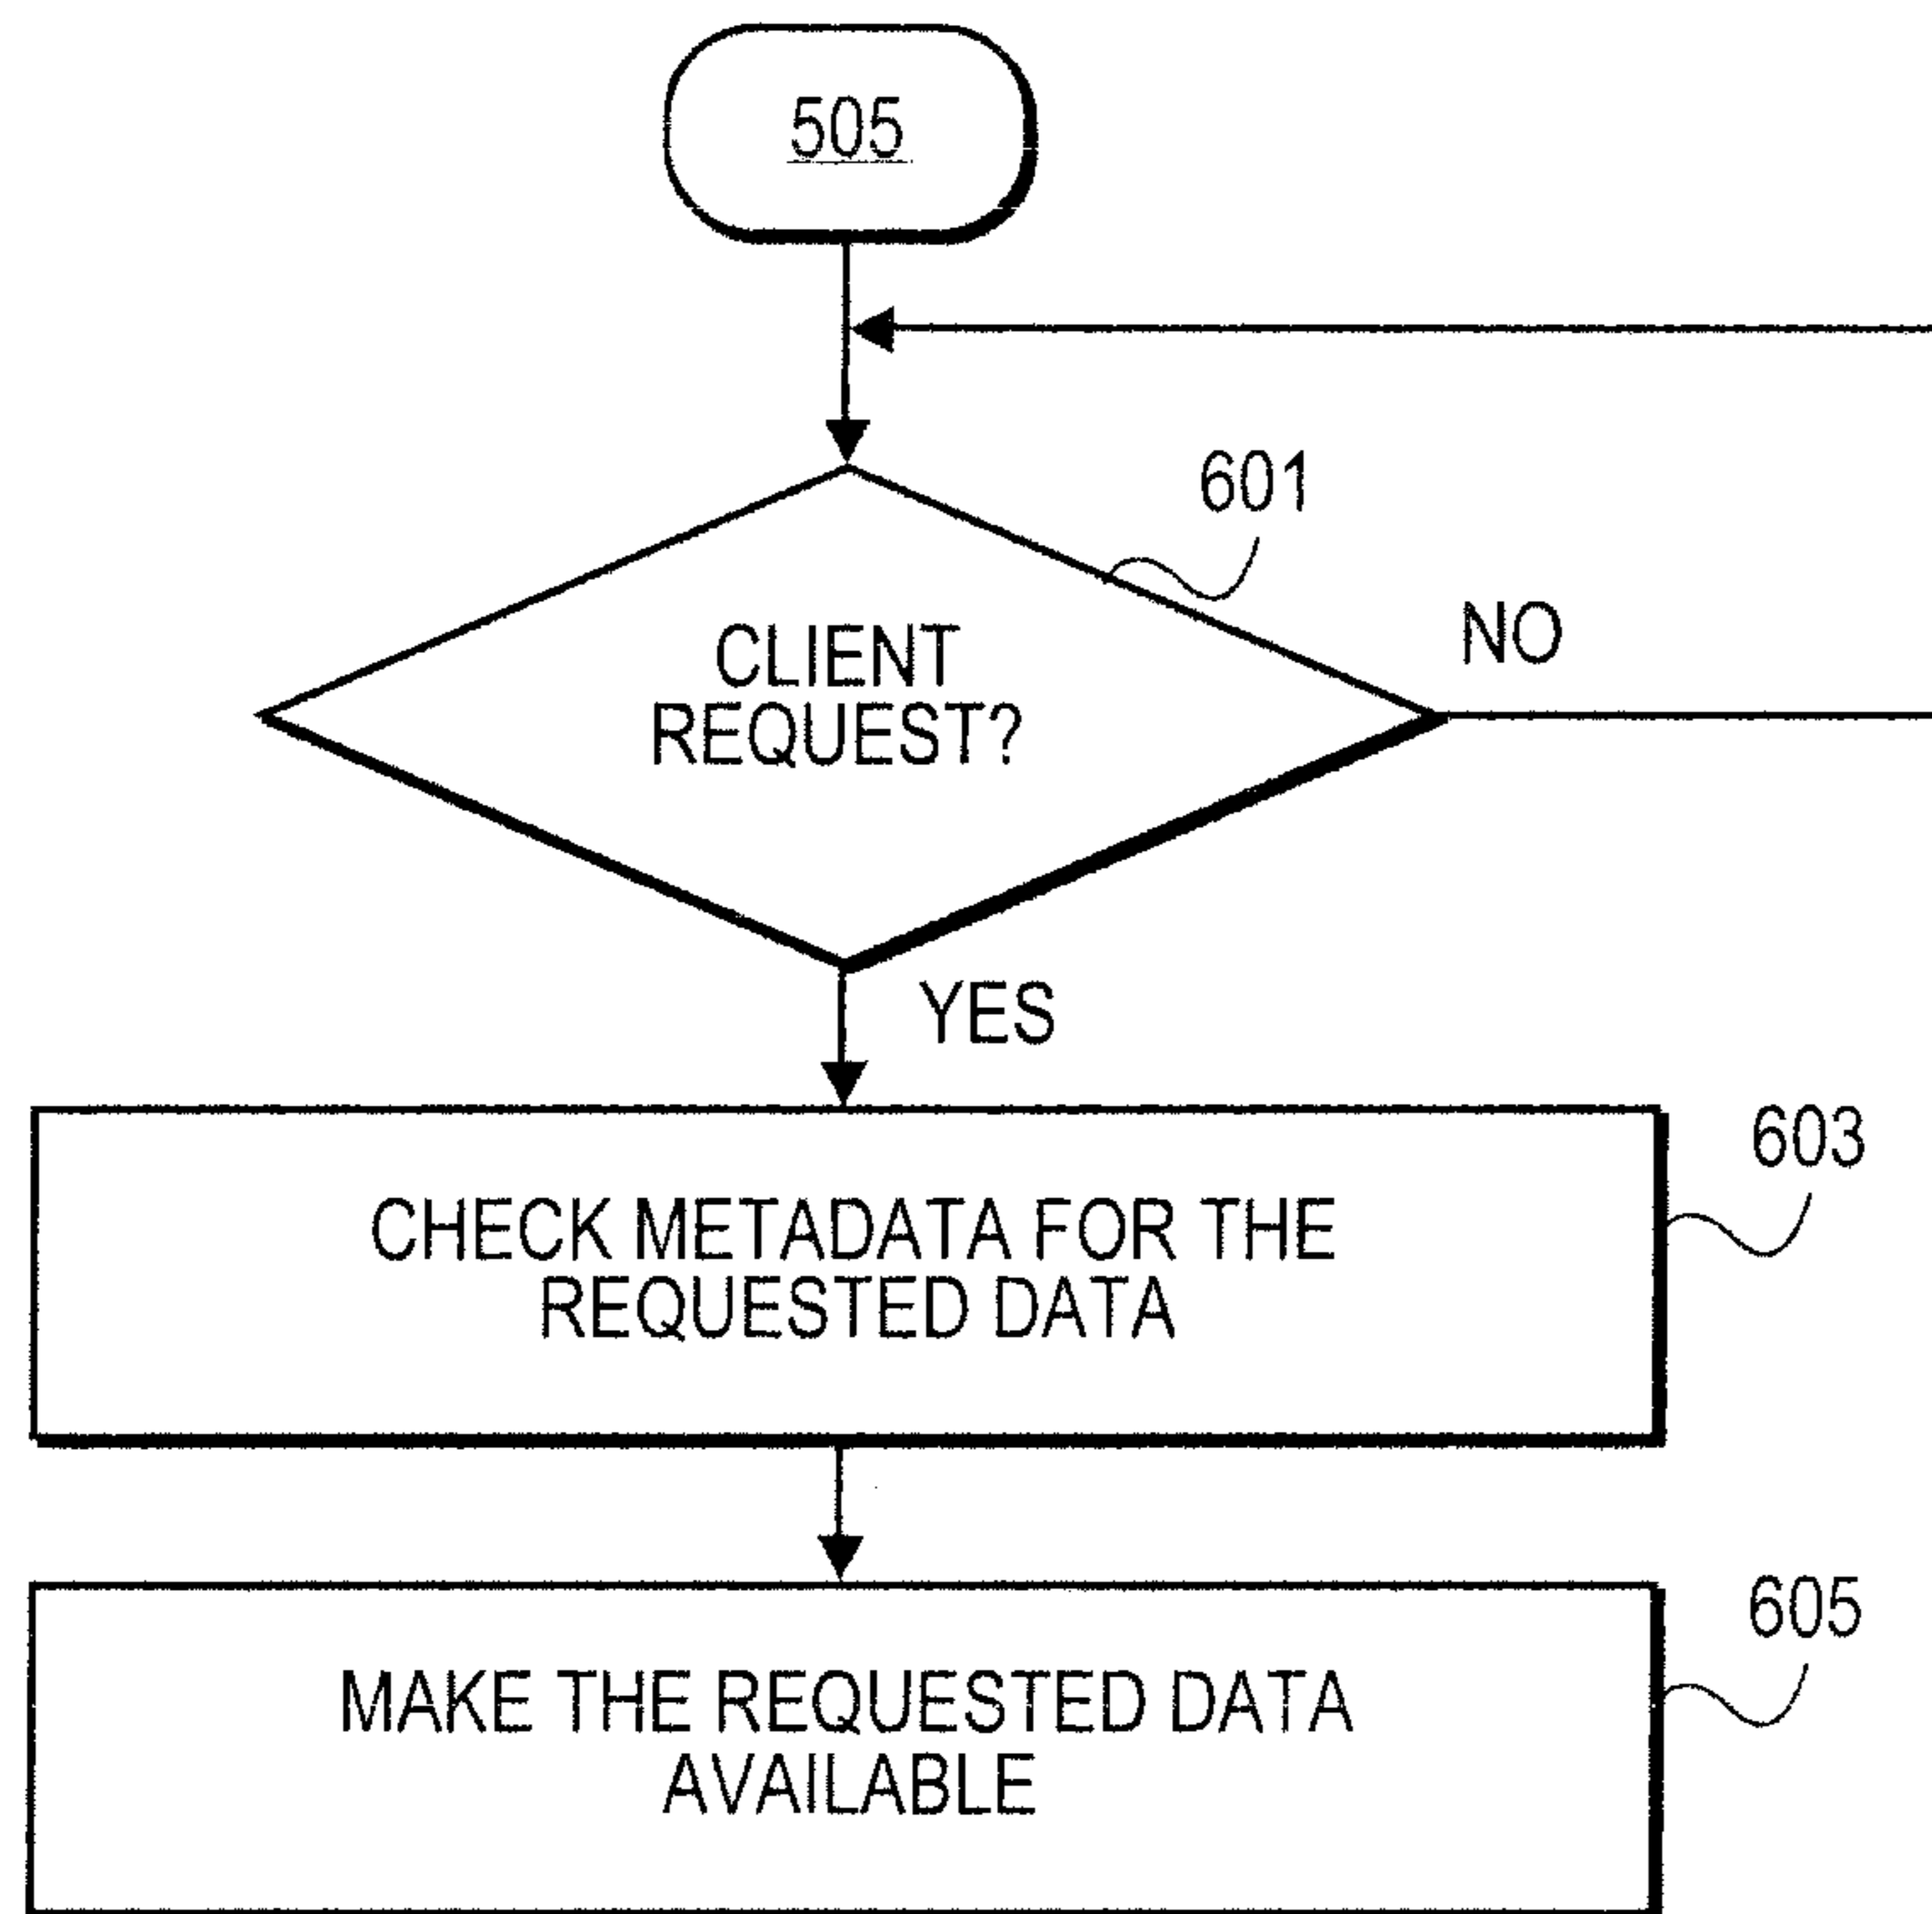 505
601
CLIENT
REQUEST?
NO
YES
603
CHECK METADATA FOR THE
REQUESTED DATA
605
MAKE THE REQUESTED DATA
AVAILABLE